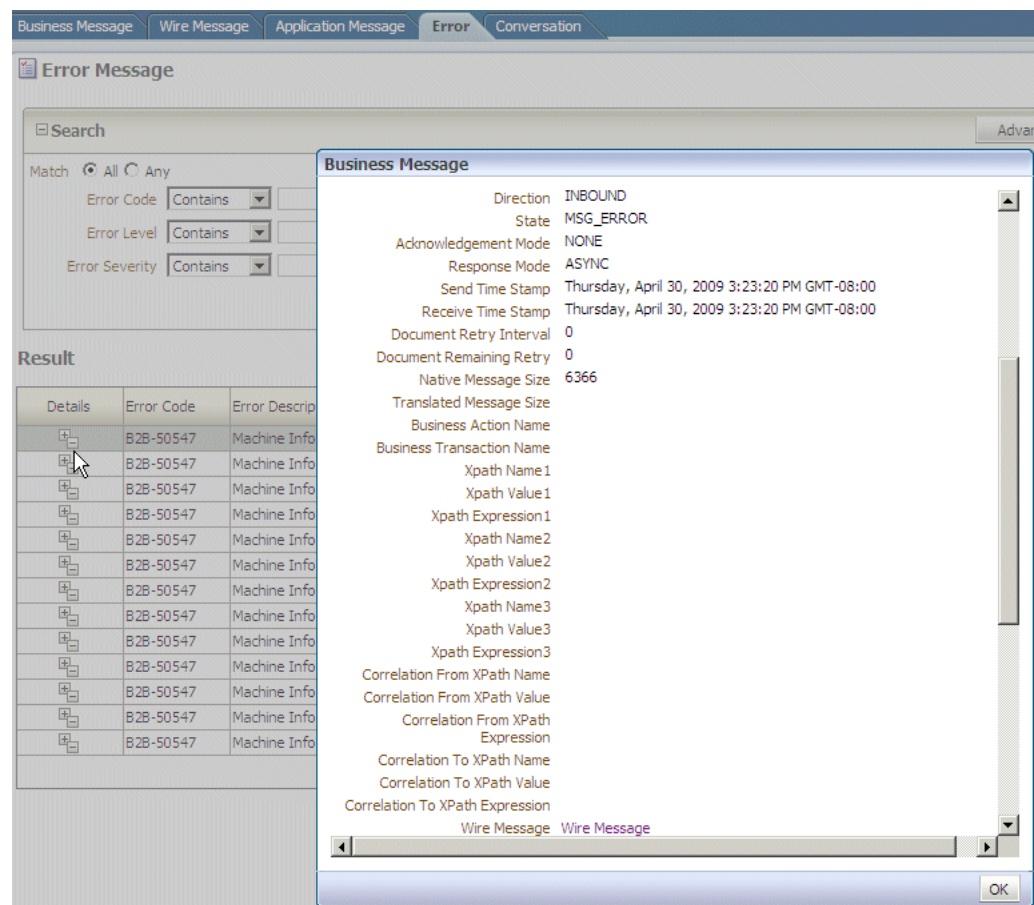 Business Message Wire Message Application Message Error Conversation
Error Message
Search
Advan
Match All Any
Error Code Contains
Error Level Contains
Error Severity Contains
Result
Details Error Code Error Descrip
B2B-50547 Machine Info
B2B-50547 Machine Info
B2B-50547 Machine Info
B2B-50547 Machine Info
B2B-50547 Machine Info
B2B-50547 Machine Info
B2B-50547 Machine Info
B2B-50547 Machine Info
B2B-50547 Machine Info
B2B-50547 Machine Info
B2B-50547 Machine Info
B2B-50547 Machine Info
B2B-50547 Machine Info
Business Message
Direction INBOUND
State MSG_ERROR
Acknowledgement Mode NONE
Response Mode ASYNC
Send Time Stamp Thursday, April 30, 2009 3:23:20 PM GMT-08:00
Receive Time Stamp Thursday, April 30, 2009 3:23:20 PM GMT-08:00
Document Retry Interval 0
Document Remaining Retry 0
Native Message Size 6366
Translated Message Size
Business Action Name
Business Transaction Name
Xpath Name1
Xpath Value1
Xpath Expression1
Xpath Name2
Xpath Value2
Xpath Expression2
Xpath Name3
Xpath Value3
Xpath Expression3
Correlation From XPath Name
Correlation From XPath Value
Correlation From XPath
Expression
Correlation To XPath Name
Correlation To XPath Value
Correlation To XPath Expression
Wire Message Wire Message
OK